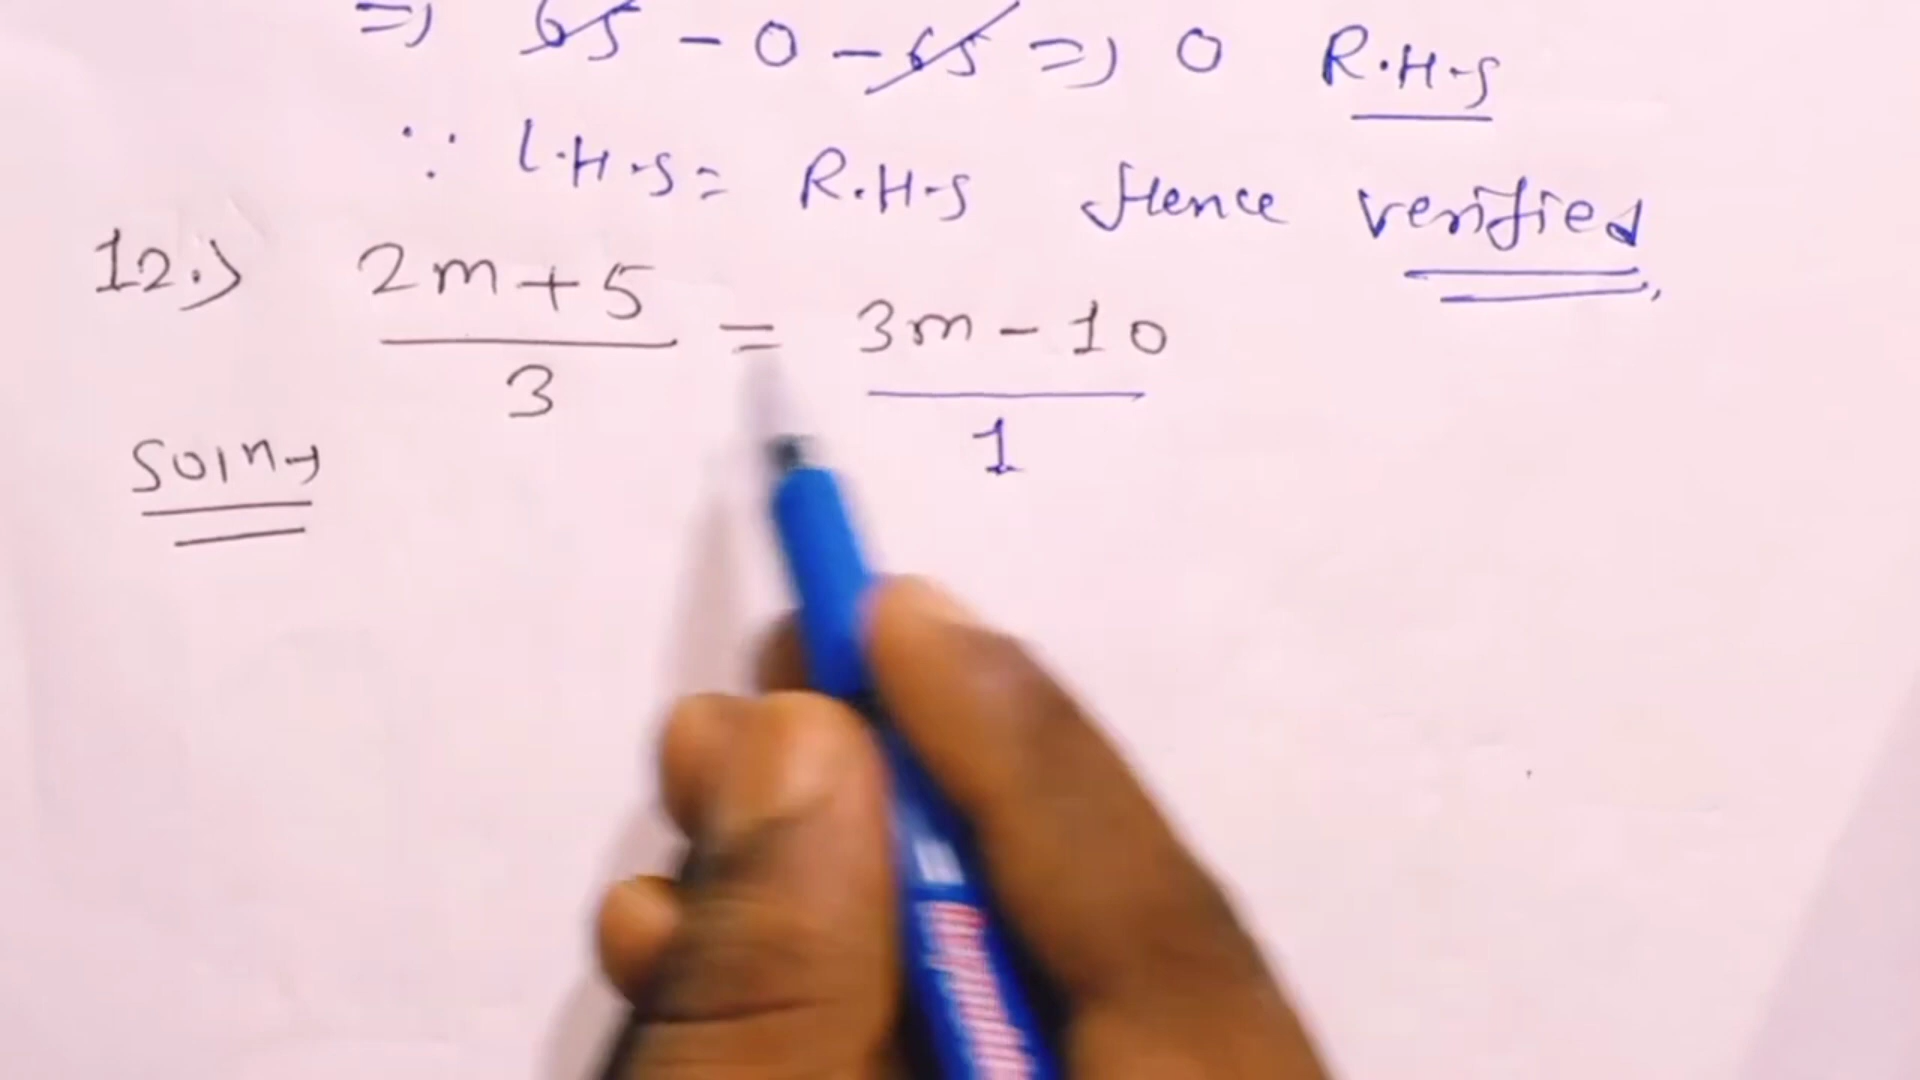 =) 65 - 0 - 65 =) 0 R.H.S
∵ L.H.S = R.H.S Hence verified,
12.) 2m+5 = 3m-10
3 1
Soln→